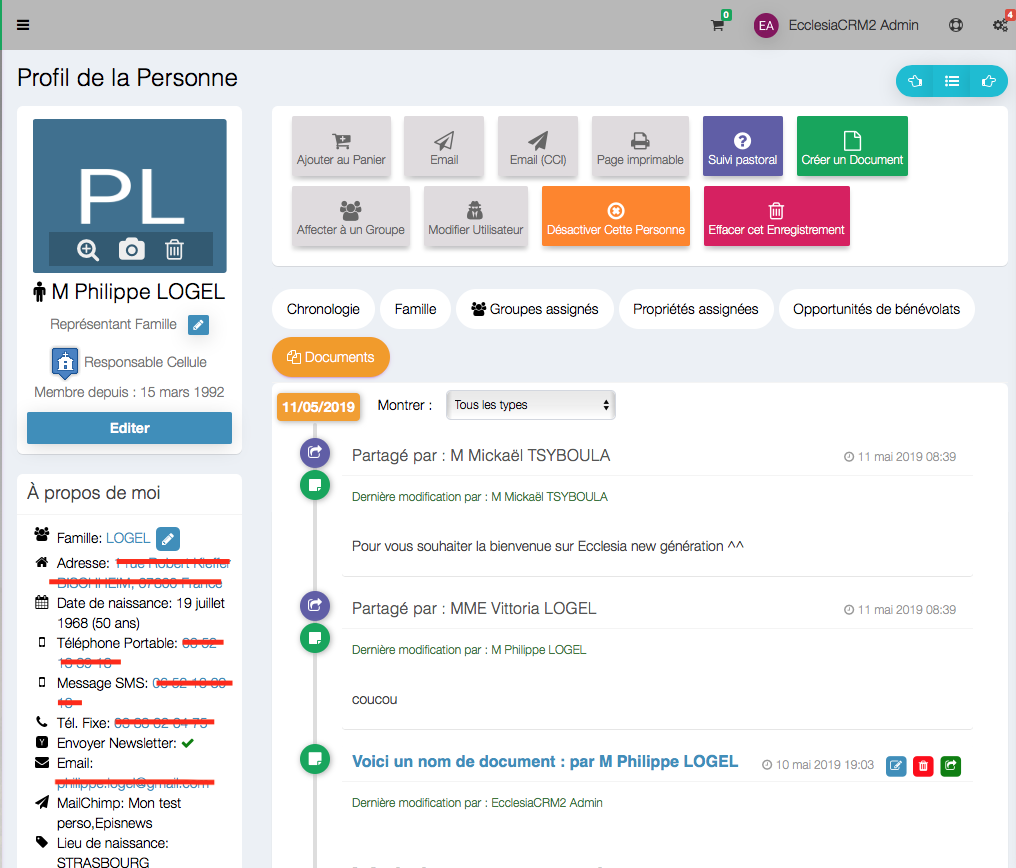 0
EA EcclesiaCRM2 Admin
4
Profil de la Personne
PL
M Philippe LOGEL
Représentant Famille
Responsable Cellule
Membre depuis : 15 mars 1992
Editer
À propos de moi
Famille: LOGEL
Adresse:
Date de naissance: 19 juillet
1968 (50 ans)
Téléphone Portable:
Message SMS:
Tél. Fixe:
Envoyer Newsletter:
Email:
MailChimp: Mon test
perso,Episnews
Lieu de naissance:
STRASBOURG
Ajouter au Panier
Email
Email (CCI)
Page imprimable
Suivi pastoral
Créer un Document
Affecter à un Groupe
Modifier Utilisateur
Désactiver Cette Personne
Effacer cet Enregistrement
Chronologie
Famille
Groupes assignés
Propriétés assignées
Opportunités de bénévolats
Documents
11/05/2019 Montrer : Tous les types
Partagé par : M Mickaël TSYBOULA 11 mai 2019 08:39
Dernière modification par : M Mickaël TSYBOULA
Pour vous souhaiter la bienvenue sur Ecclesia new génération ^^
Partagé par : MME Vittoria LOGEL 11 mai 2019 08:39
Dernière modification par : M Philippe LOGEL
coucou
Voici un nom de document : par M Philippe LOGEL 10 mai 2019 19:03
Dernière modification par : EcclesiaCRM2 Admin